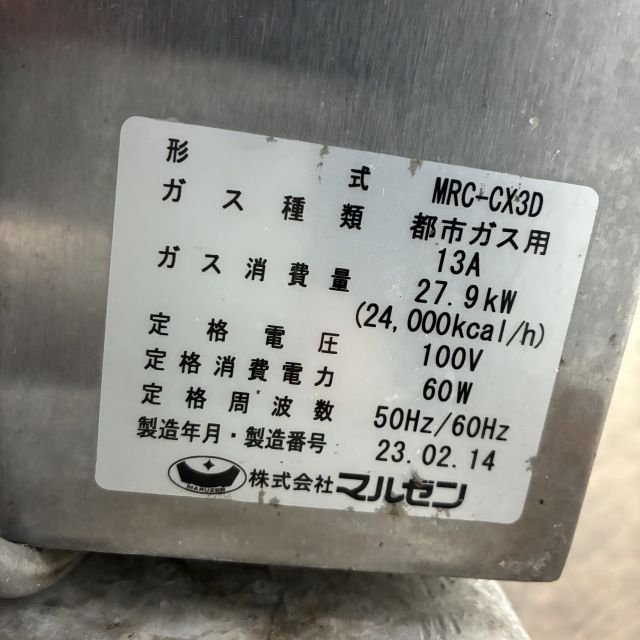 形式 MRC-CX3D
ガス種類 都市ガス用
13A
ガス消費量 27.9kW
(24,000kcal/h)
定格電圧 100V
定格消費電力 60W
定格周波数 50Hz/60Hz
製造年月・製造番号 23.02.14
MARUZEN 株式会社マルゼン